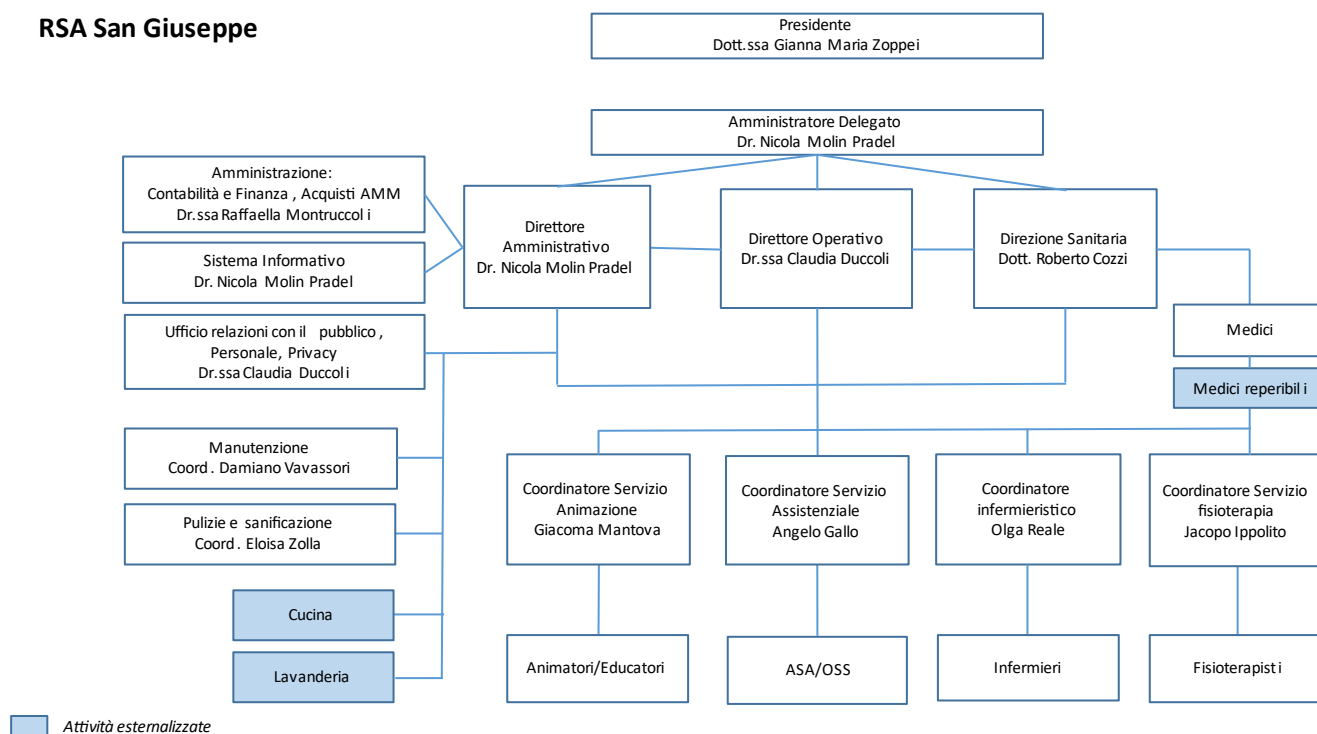 RSA San Giuseppe
Presidente
Dott.ssa Gianna Maria Zoppei
Amministratore Delegato
Dr. Nicola Molin Pradel
Amministrazione:
Contabilità e Finanza , Acquisti AMM
Dr.ssa Raffaella Montruccol i
Sistema Informativo
Dr. Nicola Molin Pradel
Ufficio relazioni con il pubblico ,
Personale, Privacy
Dr.ssa Claudia Duccol i
Direttore
Amministrativo
Dr. Nicola Molin Pradel
Direttore Operativo
Dr.ssa Claudia Duccoli
Direzione Sanitaria
Dott. Roberto Cozzi
Medici
Medici reperibil i
Manutenzione
Coord . Damiano Vavassori
Pulizie e sanificazione
Coord . Eloisa Zolla
Cucina
Lavanderia
Coordinatore Servizio
Animazione
Giacoma Mantova
Coordinatore Servizio
Assistenziale
Angelo Gallo
Coordinatore
infermieristico
Olga Reale
Coordinatore Servizio
fisioterapia
Jacopo Ippolito
Animatori/Educatori
ASA/OSS
Infermieri
Fisioterapist i
Attività esternalizzate